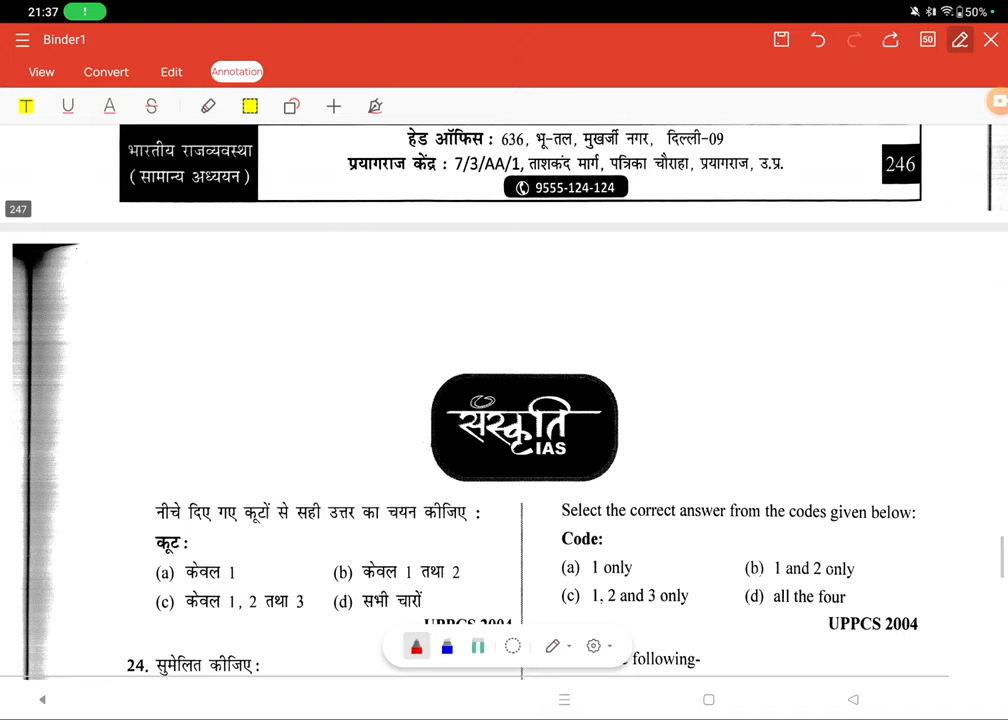 21:37 50%
Binder1 50
View Convert Edit Annotation
T U A S
भारतीय राजव्यवस्था
(सामान्य अध्ययन)
हेड ऑफिस : 636, भू-तल, मुखर्जी नगर, दिल्ली-09
प्रयागराज केंद्र : 7/3/AA/1, ताशकंद मार्ग, पत्रिका चौराहा, प्रयागराज, उ.प्र.
9555-124-124
246
247
संस्कृति
IAS
नीचे दिए गए कूटों से सही उत्तर का चयन कीजिए :
कूट:
(a) केवल 1 (b) केवल 1 तथा 2
(c) केवल 1, 2 तथा 3 (d) सभी चारों
UPPCS 2004
24. सुमेलित कीजिए:
Select the correct answer from the codes given below:
Code:
(a) 1 only (b) 1 and 2 only
(c) 1, 2 and 3 only (d) all the four
UPPCS 2004
following-